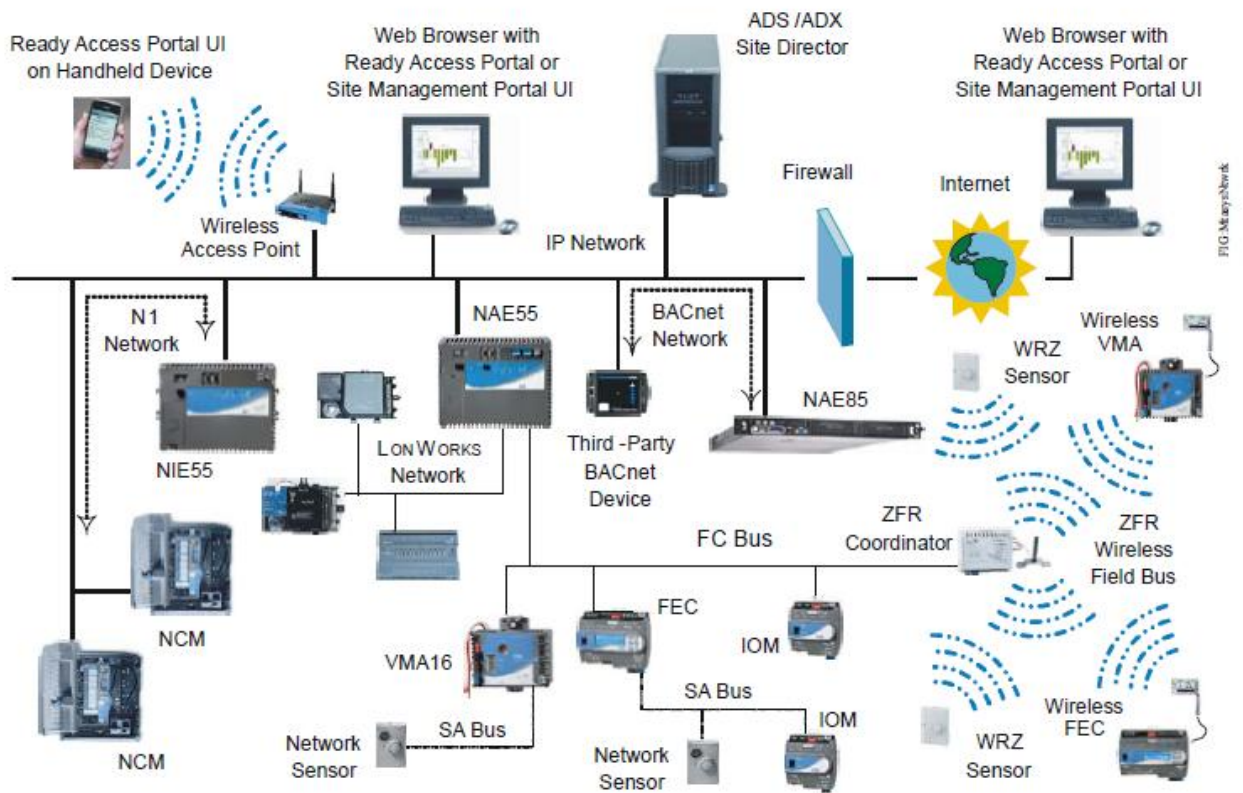 Ready Access Portal UI
on Handheld Device
Web Browser with
Ready Access Portal or
Site Management Portal UI
ADS /ADX
Site Director
Web Browser with
Ready Access Portal or
Site Management Portal UI
Wireless
Access Point
IP Network
Firewall
Internet
FIG:MtasysNetwrk
N1
Network
NAE55
BACnet
Network
WRZ
Sensor
Wireless
VMA
NIE55
LONWORKS
Network
Third -Party
BACnet
Device
NAE85
FC Bus
ZFR
Coordinator
ZFR
Wireless
Field Bus
NCM
VMA16
FEC
IOM
NCM
Network
Sensor
SA Bus
SA Bus
Network
Sensor
IOM
WRZ
Sensor
Wireless
FEC